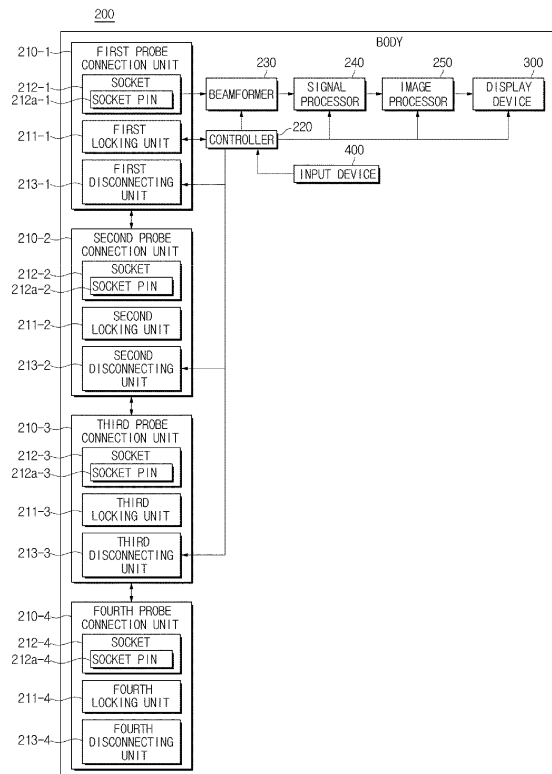 200
BODY
210-1
FIRST PROBE
CONNECTION UNIT
212-1
SOCKET
212a-1
SOCKET PIN
211-1
FIRST
LOCKING UNIT
213-1
FIRST
DISCONNECTING
UNIT
230
BEAMFORMER
240
SIGNAL
PROCESSOR
250
IMAGE
PROCESSOR
300
DISPLAY
DEVICE
CONTROLLER
220
400
INPUT DEVICE
210-2
SECOND PROBE
CONNECTION UNIT
212-2
SOCKET
212a-2
SOCKET PIN
211-2
SECOND
LOCKING UNIT
213-2
SECOND
DISCONNECTING
UNIT
210-3
THIRD PROBE
CONNECTION UNIT
212-3
SOCKET
212a-3
SOCKET PIN
211-3
THIRD
LOCKING UNIT
213-3
THIRD
DISCONNECTING
UNIT
210-4
FOURTH PROBE
CONNECTION UNIT
212-4
SOCKET
212a-4
SOCKET PIN
211-4
FOURTH
LOCKING UNIT
213-4
FOURTH
DISCONNECTING
UNIT